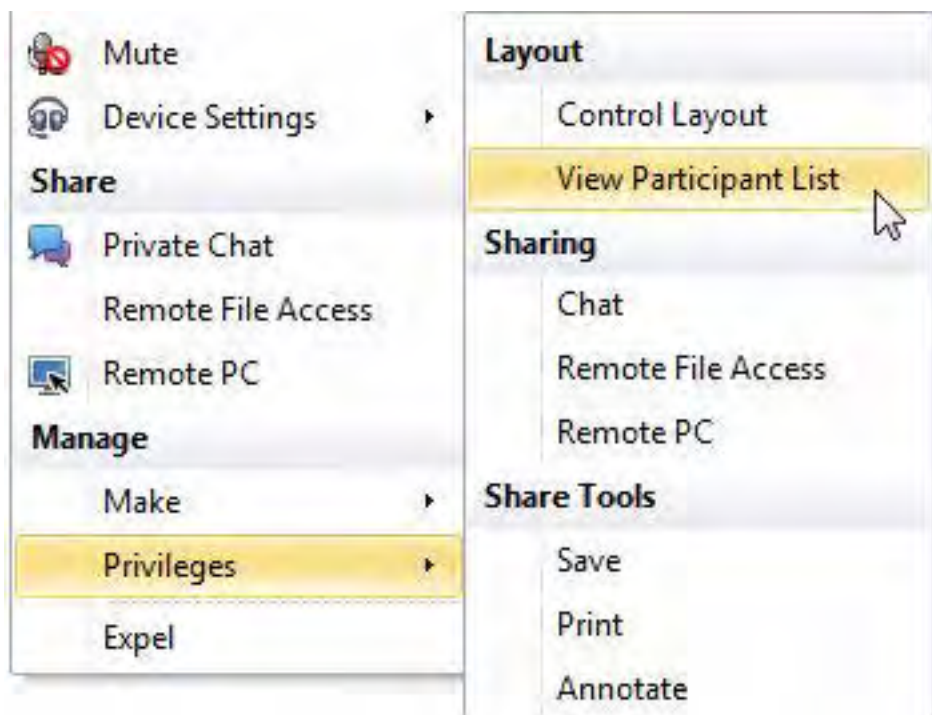 Mute
Device Settings
Share
Private Chat
Remote File Access
Remote PC
Manage
Make
Privileges
Expel
Layout
Control Layout
View Participant List
Sharing
Chat
Remote File Access
Remote PC
Share Tools
Save
Print
Annotate